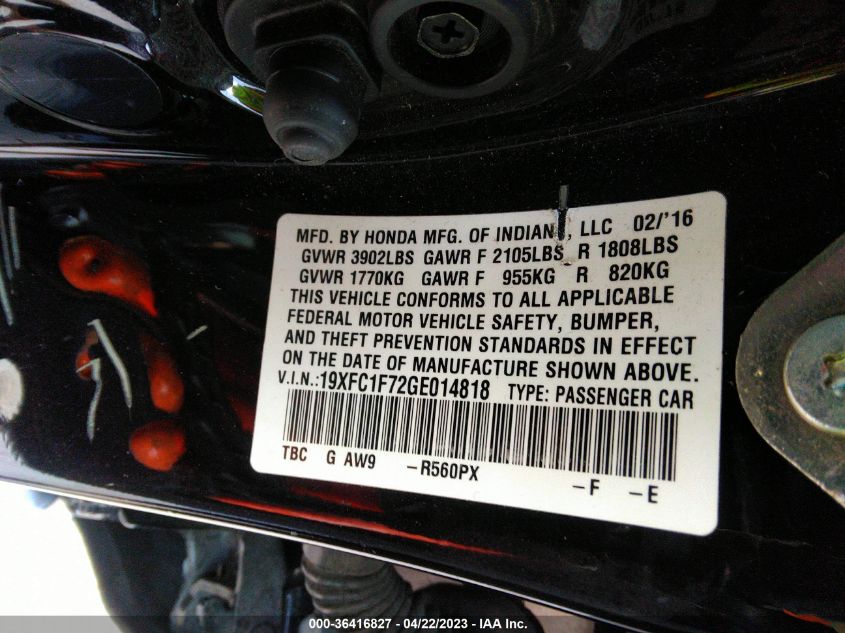 MFD. BY HONDA MFG. OF INDIANA, LLC 02/'16
GVWR 3902LBS GAWR F 2105LBS R 1808LBS
GVWR 1770KG GAWR F 955KG R 820KG
THIS VEHICLE CONFORMS TO ALL APPLICABLE
FEDERAL MOTOR VEHICLE SAFETY, BUMPER,
AND THEFT PREVENTION STANDARDS IN EFFECT
ON THE DATE OF MANUFACTURE SHOWN ABOVE.
V.I.N.:19XFC1F72GE014818 TYPE: PASSENGER CAR
TBC G AW9 -R560PX -F -E
000-36416827 - 04/22/2023 - IAA Inc.